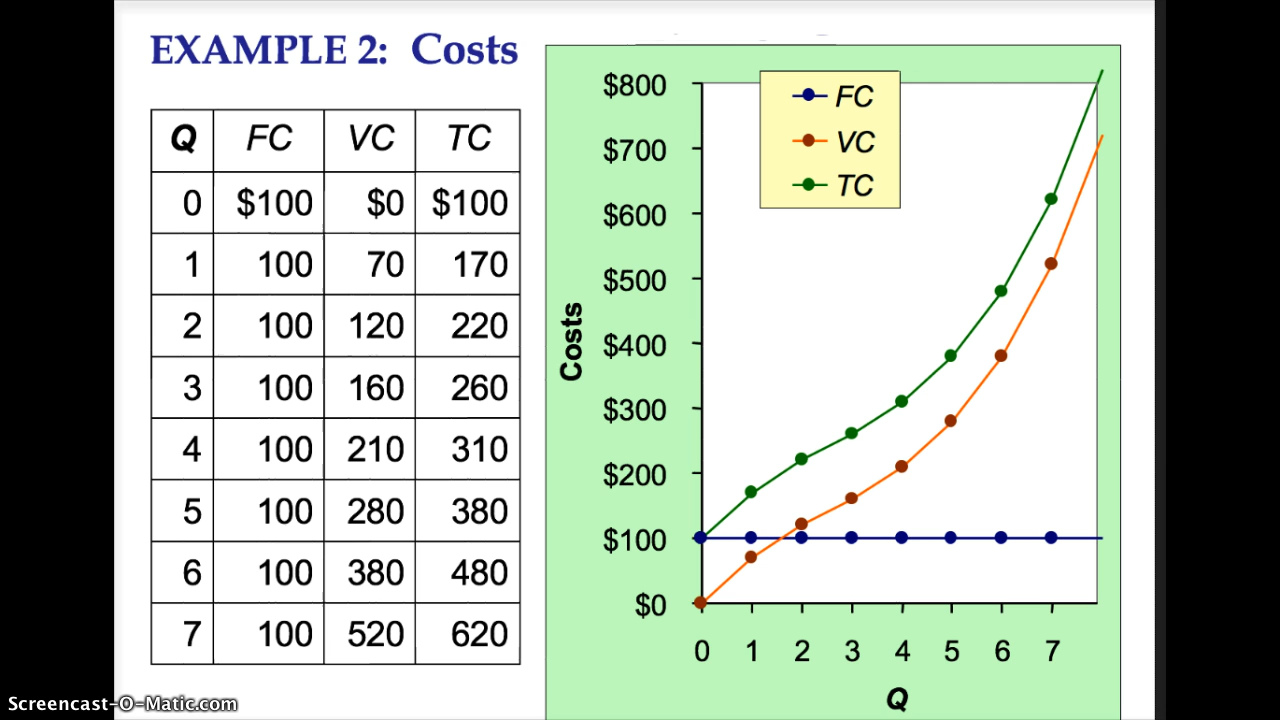 EXAMPLE 2: Costs
Q FC VC TC
0 $100 $0 $100
1 100 70 170
2 100 120 220
3 100 160 260
4 100 210 310
5 100 280 380
6 100 380 480
7 100 520 620
FC
VC
TC
$800
$700
$600
$500
$400
$300
$200
$100
$0
Costs
0 1 2 3 4 5 6 7
Q
Screencast-O-Matic.com